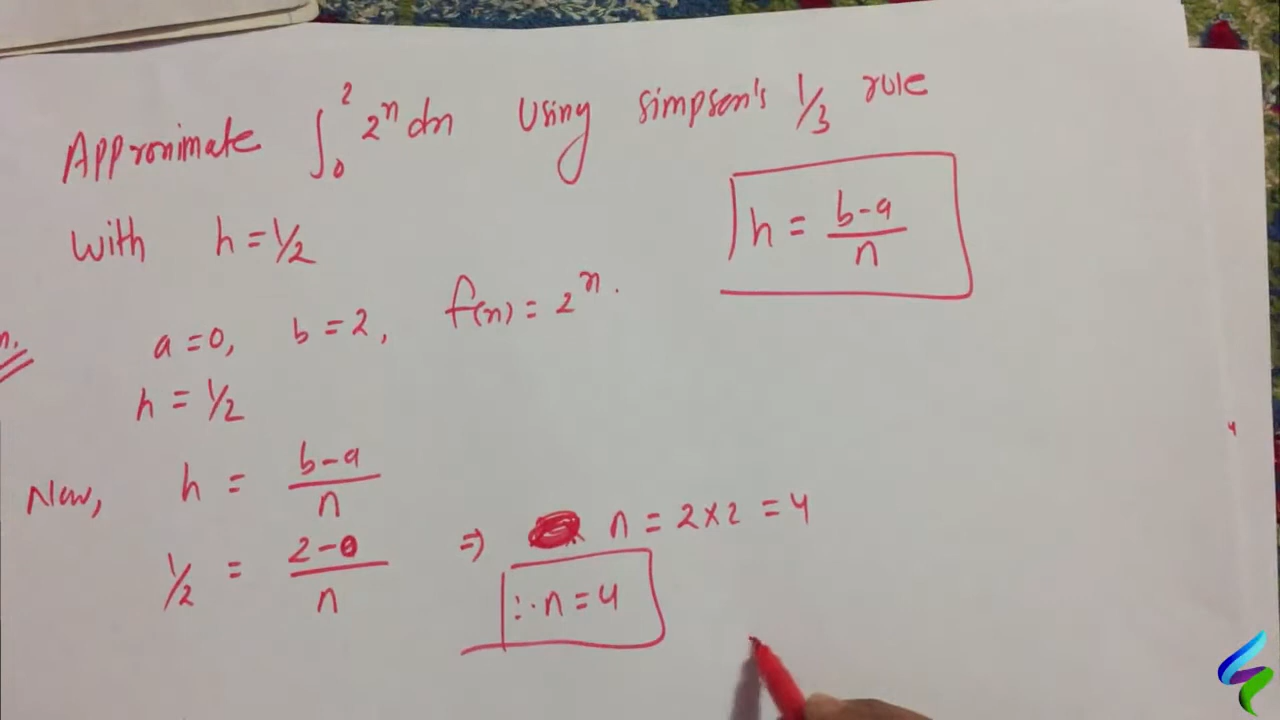 Approximate ∫₀² 2ⁿ dn Using Simpson's 1/3 rule
with h = 1/2
h = (b-a)/n
n.
a = 0, b = 2, f(n) = 2ⁿ.
h = 1/2
Now, h = (b-a)/n
1/2 = (2-0)/n ⇒ n = 2×2 = 4
∴ n = 4